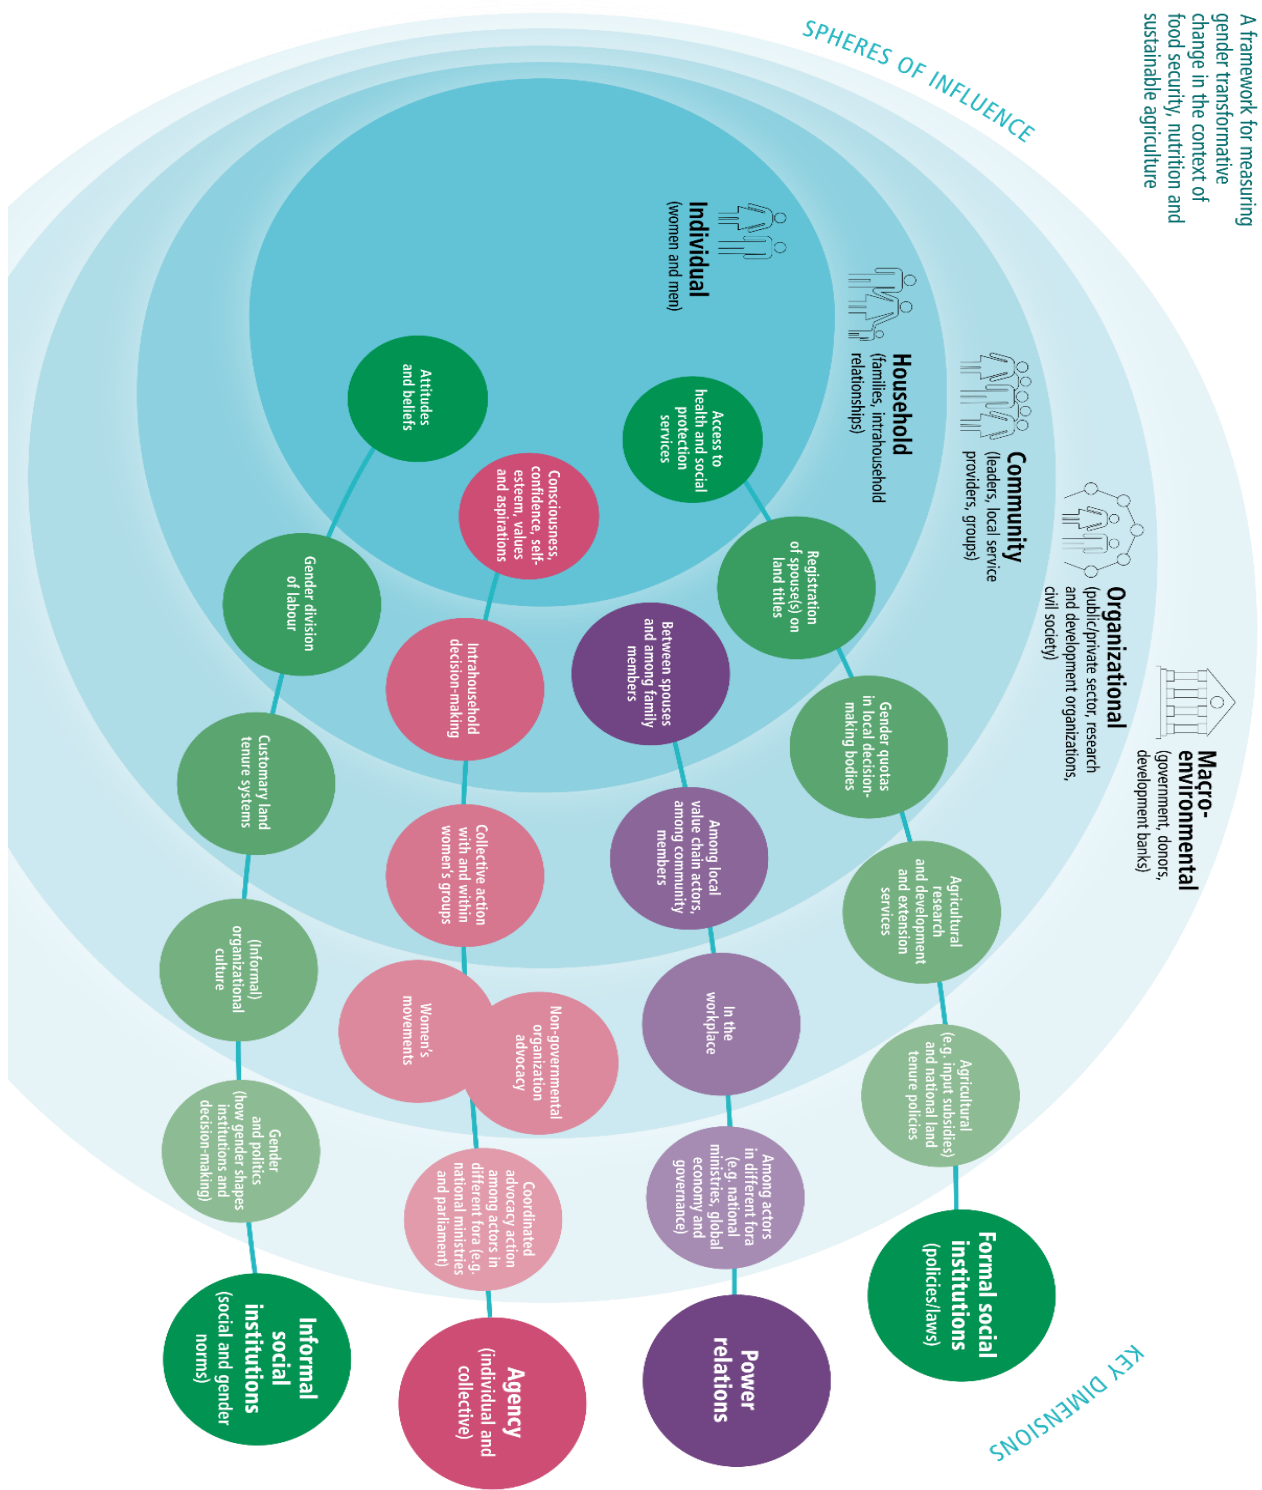 A framework for measuring
gender transformative
change in the context of
food security, nutrition and
sustainable agriculture
SPHERES OF INFLUENCE
Macro-
environmental
(government, donors,
development banks)
Organizational
(public/private sector, research
and development organizations,
civil society)
Community
(leaders, local service
providers, groups)
Household
(families, intrahousehold
relationships)
Individual
(women and men)
Access to
health and social
protection
services
Registration
of spouse(s) on
land titles
Gender quotas
in local decision-
making bodies
Agricultural
research
and development
and extension
services
Agricultural
(e.g. input subsidies)
and national land
tenure policies
Formal social
institutions
(policies/laws)
Between spouses
and among family
members
Among local
value chain actors,
among community
members
In the
workplace
Among actors
in different fora
(e.g. national
ministries, global
economy and
governance)
Power
relations
Consciousness,
confidence, self-
esteem, values
and aspirations
Intrahousehold
decision-making
Collective action
with and within
women's groups
Non-governmental
organization
advocacy
Women's
movements
Coordinated
advocacy action
among actors in
different fora (e.g.
national ministries
and parliament)
Agency
(individual and
collective)
Attitudes
and beliefs
Gender division
of labour
Customary land
tenure systems
(Informal)
organizational
culture
Gender
and politics
(how gender shapes
institutions and
decision-making)
Informal
social
institutions
(social and gender
norms)
KEY DIMENSIONS